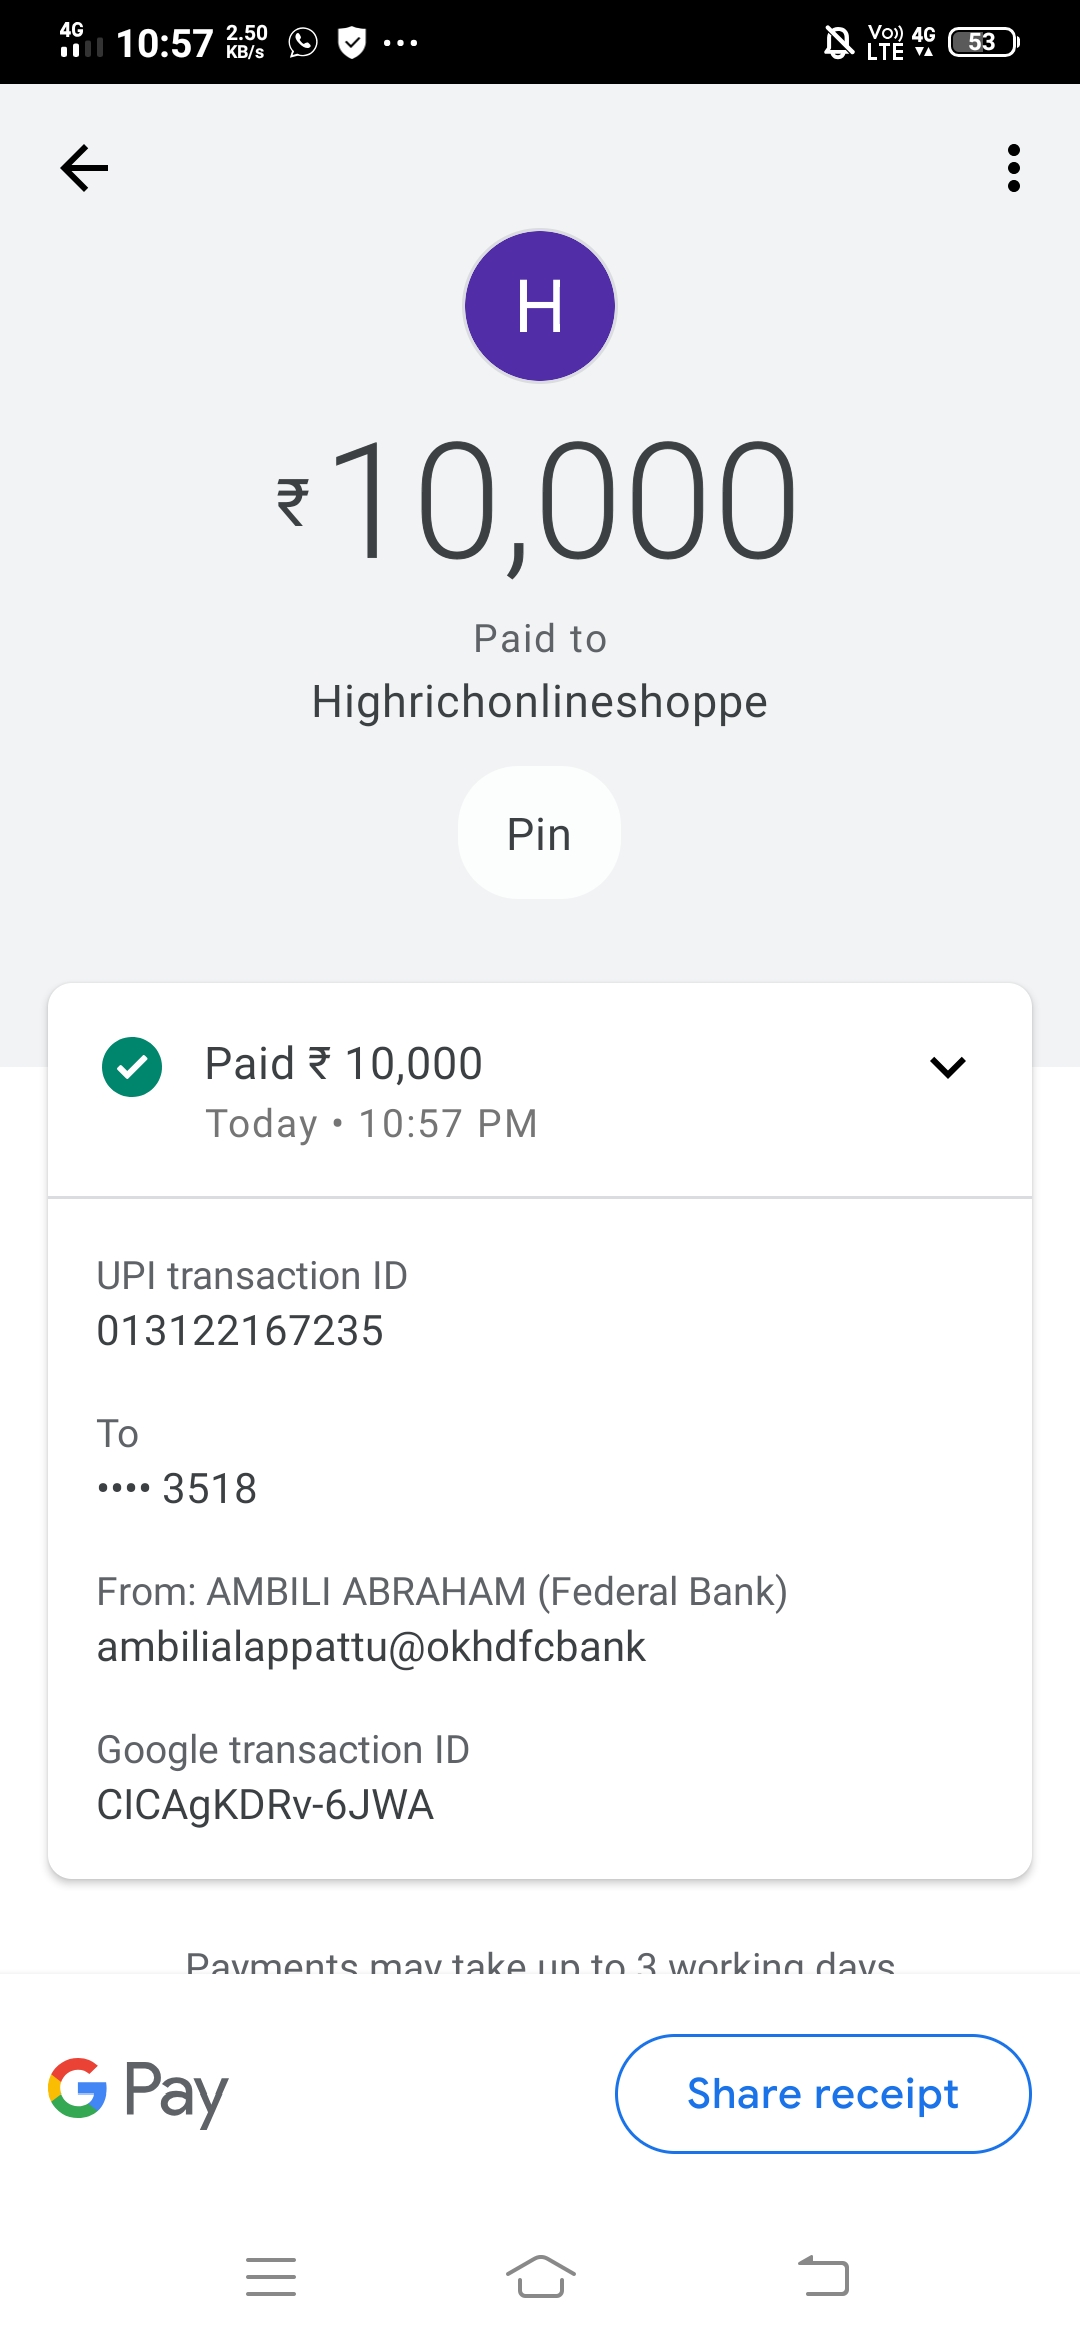 4G 10:57 2.50 KB/s Vo)) LTE 4G 53
H
₹10,000
Paid to
Highrichonlineshoppe
Pin
Paid ₹ 10,000
Today • 10:57 PM
UPI transaction ID
013122167235
To
•••• 3518
From: AMBILI ABRAHAM (Federal Bank)
ambilialappattu@okhdfcbank
Google transaction ID
CICAgKDRv-6JWA
Payments may take up to 3 working days
G Pay
Share receipt